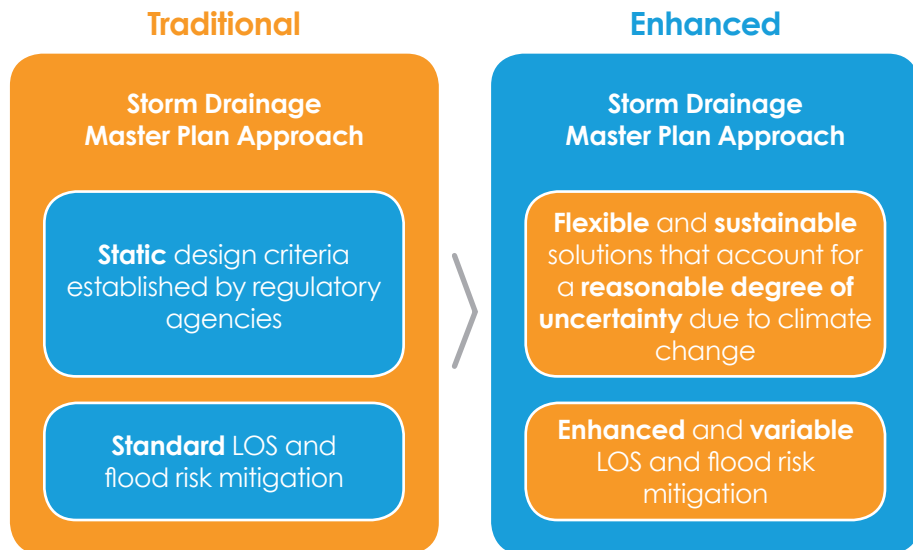 Traditional
Storm Drainage
Master Plan Approach
Static design criteria
established by regulatory
agencies
Standard LOS and
flood risk mitigation
Enhanced
Storm Drainage
Master Plan Approach
Flexible and sustainable
solutions that account for
a reasonable degree of
uncertainty due to climate
change
Enhanced and variable
LOS and flood risk
mitigation